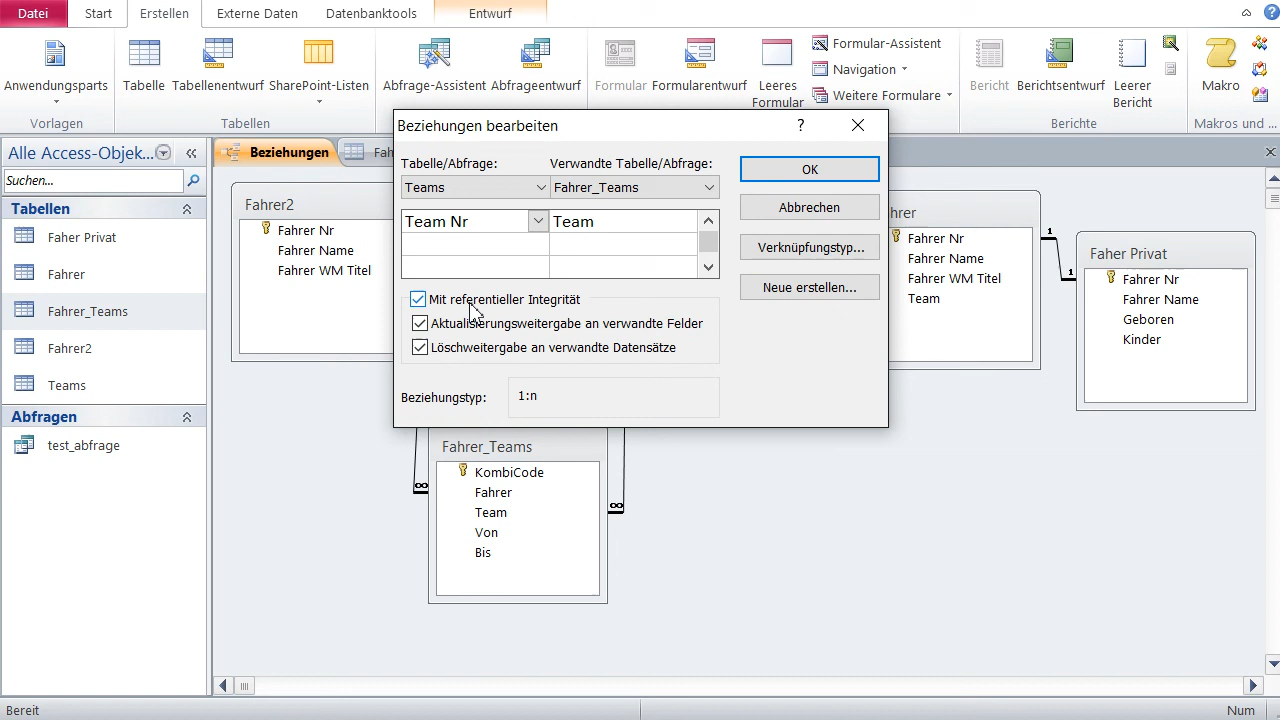 Datei Start Erstellen Externe Daten Datenbanktools Entwurf
Anwendungsparts Tabelle Tabellenentwurf SharePoint-Listen Abfrage-Assistent Abfrageentwurf Formular Formularentwurf Leeres Formular
Formular-Assistent
Navigation
Weitere Formulare
Bericht Berichtsentwurf Leerer Bericht Makro
Vorlagen Tabellen Berichte Makros und ...
Alle Access-Objek...
Suchen...
Tabellen
Faher Privat
Fahrer
Fahrer_Teams
Fahrer2
Teams
Abfragen
test_abfrage
Beziehungen Fah
Fahrer2
Fahrer Nr
Fahrer Name
Fahrer WM Titel
Beziehungen bearbeiten ?
Tabelle/Abfrage: Verwandte Tabelle/Abfrage:
Teams Fahrer_Teams
Team Nr Team
OK
Abbrechen
Verknüpfungstyp...
Neue erstellen...
Mit referentieller Integrität
Aktualisierungsweitergabe an verwandte Felder
Löschweitergabe an verwandte Datensätze
Beziehungstyp: 1:n
hrer
Fahrer Nr
Fahrer Name
Fahrer WM Titel
Team
1
1
Faher Privat
Fahrer Nr
Fahrer Name
Geboren
Kinder
Fahrer_Teams
KombiCode
Fahrer
Team
Von
Bis
∞
∞
Bereit Num